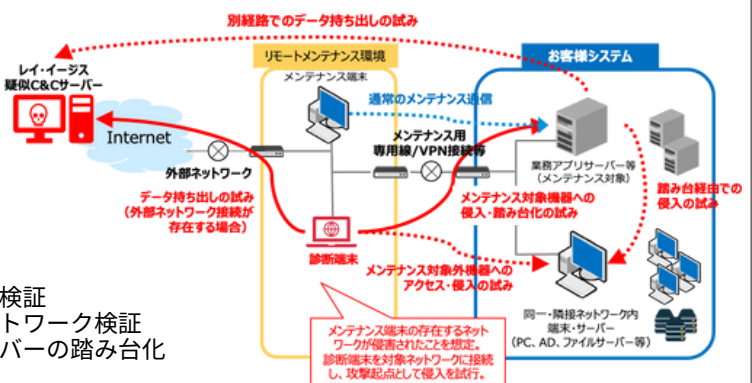 別経路でのデータ持ち出しの試み
リモートメンテナンス環境
お客様システム
レイ・イージス
疑似C&Cサーバー
メンテナンス端末
通常のメンテナンス通信
Internet
メンテナンス用
専用線/VPN接続等
外部ネットワーク
業務アプリサーバー等
(メンテナンス対象)
踏み台経由での
侵入の試み
データ持ち出しの試み
(外部ネットワーク接続が
存在する場合)
メンテナンス対象機器への
侵入・踏み台化の試み
診断端末
メンテナンス対象外機器への
アクセス・侵入の試み
検証
トワーク検証
バーの踏み台化
同一・隣接ネットワーク内
端末・サーバー
(PC、AD、ファイルサーバー等)
メンテナンス端末の存在するネット
ワークが侵害されたことを想定。
診断端末を対象ネットワークに接続
し、攻撃起点として侵入を試行。